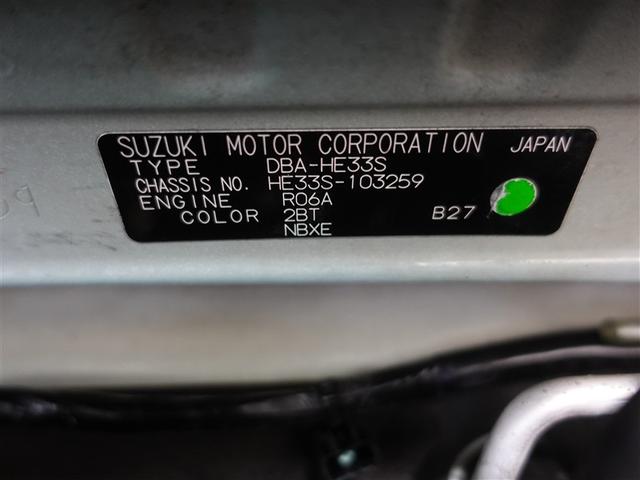 SUZUKI MOTOR CORPORATION JAPAN
TYPE DBA-HE33S
CHASSIS NO. HE33S-103259
ENGINE R06A
COLOR 2BT B27
NBXE